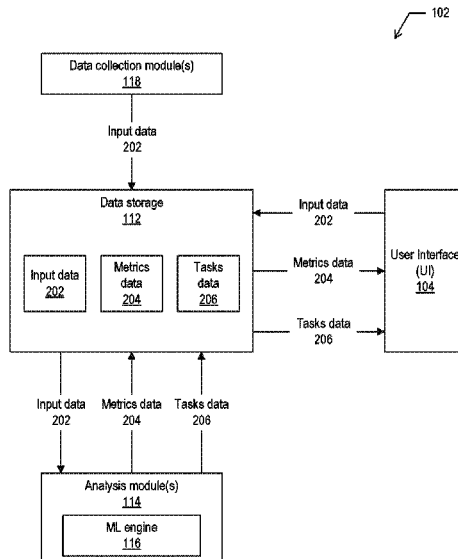 102
Data collection module(s)
118
Input data
202
Data storage
112
Input data
202
Metrics
data
204
Tasks
data
206
Input data
202
Metrics data
204
Tasks data
206
User Interface
(UI)
104
Input data
202
Metrics data
204
Tasks data
206
Analysis module(s)
114
ML engine
116